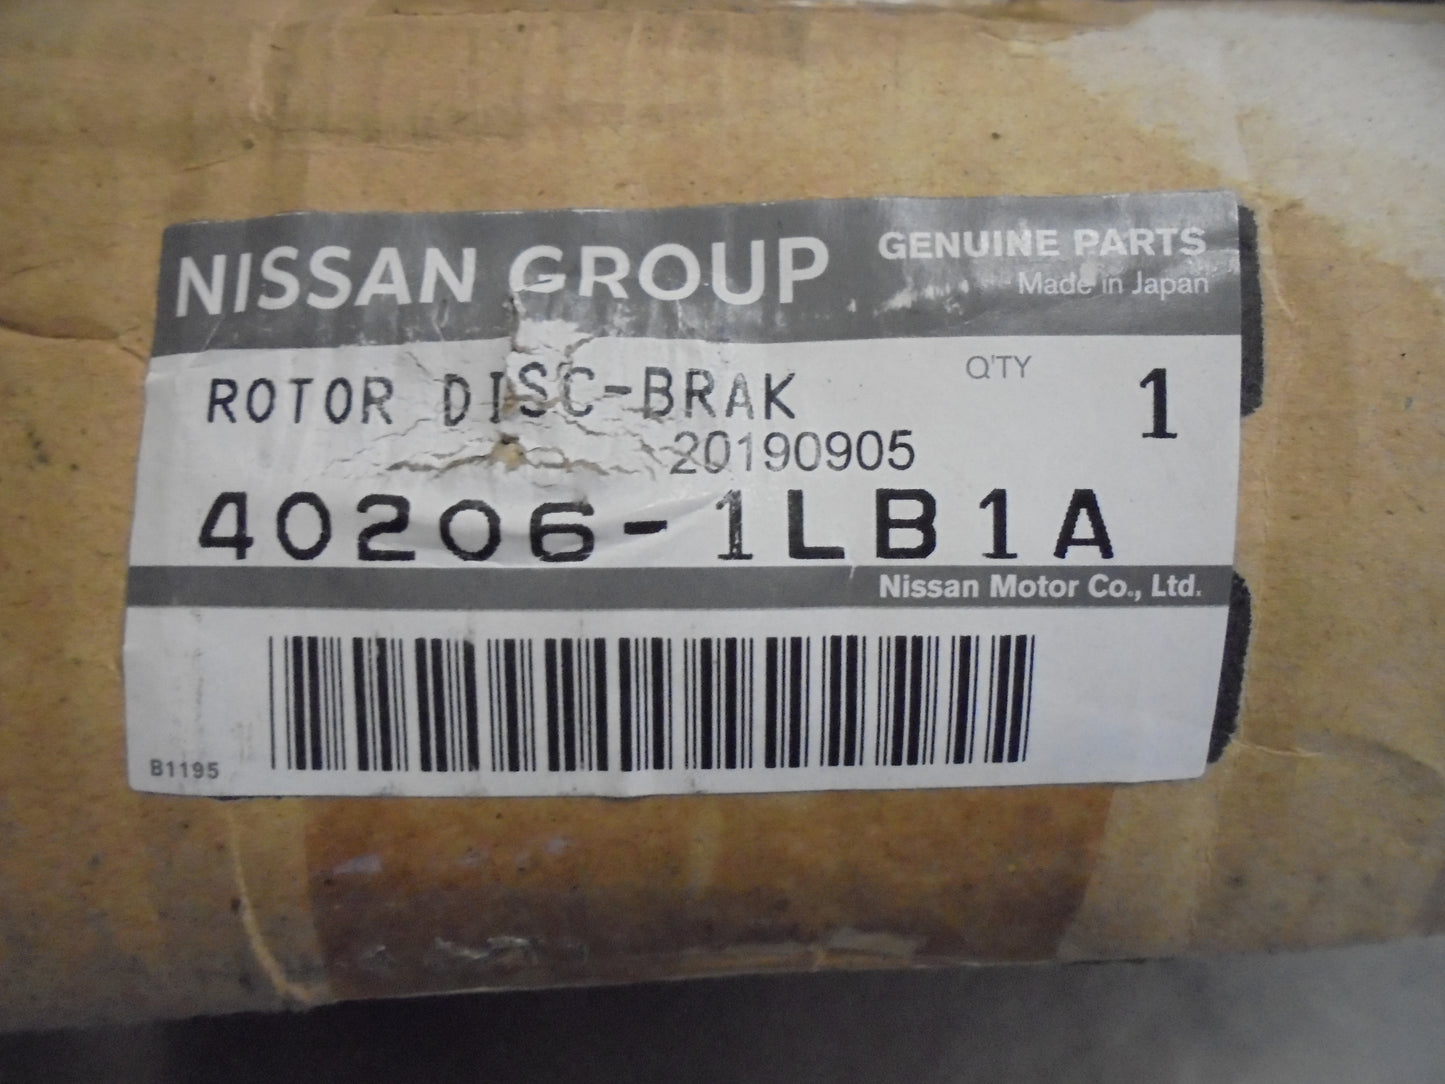 NISSAN GROUP
GENUINE PARTS
Made in Japan
ROTOR DISC-BRAK
Q'TY 1
20190905
40206-1LB1A
Nissan Motor Co., Ltd.
B1195